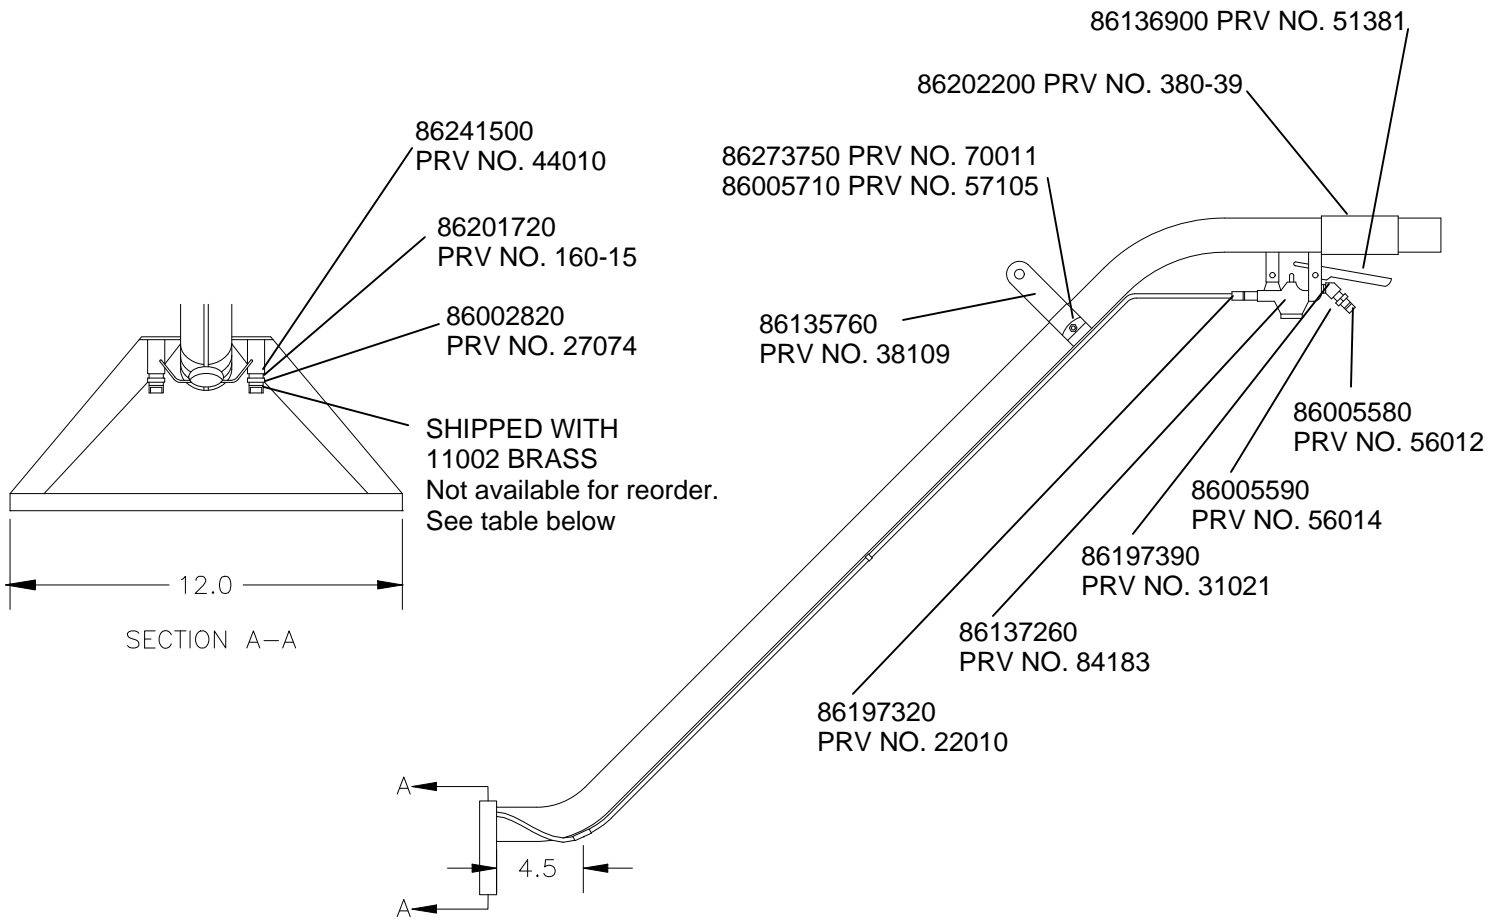 86136900 PRV NO. 51381
86202200 PRV NO. 380-39
86241500
PRV NO. 44010
86273750 PRV NO. 70011
86005710 PRV NO. 57105
86201720
PRV NO. 160-15
86002820
PRV NO. 27074
86135760
PRV NO. 38109
SHIPPED WITH
11002 BRASS
Not available for reorder.
See table below
86005580
PRV NO. 56012
86005590
PRV NO. 56014
86197390
PRV NO. 31021
12.0
SECTION A-A
86137260
PRV NO. 84183
86197320
PRV NO. 22010
A
4.5
A